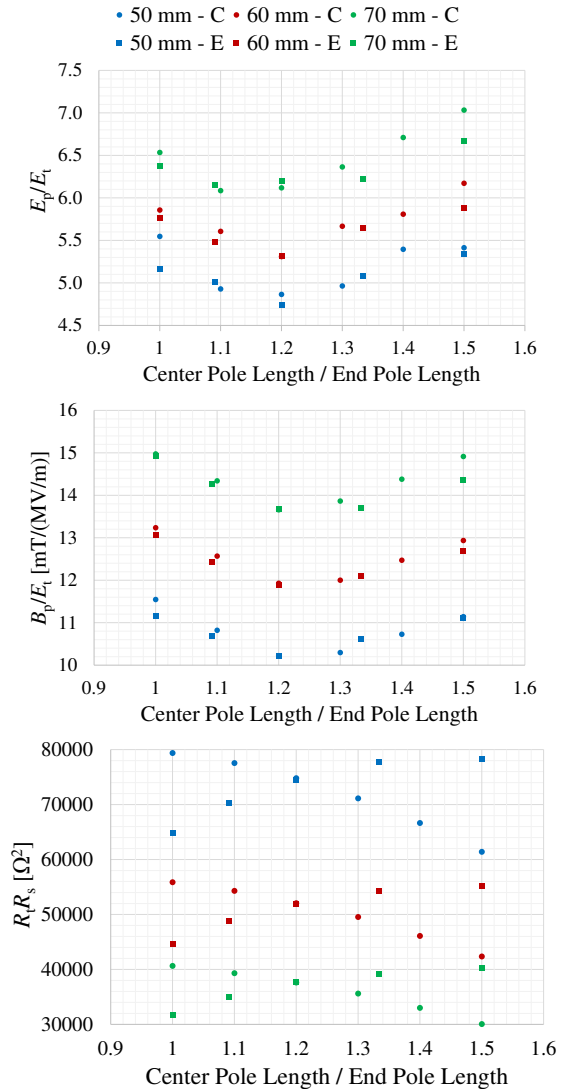 50 mm - C 60 mm - C 70 mm - C
50 mm - E 60 mm - E 70 mm - E
7.5
7.0
6.5
6.0
5.5
5.0
4.5
Eₚ/Eₜ
0.9 1 1.1 1.2 1.3 1.4 1.5 1.6
Center Pole Length / End Pole Length
16
15
14
13
12
11
10
Bₚ/Eₜ [mT/(MV/m)]
0.9 1 1.1 1.2 1.3 1.4 1.5 1.6
Center Pole Length / End Pole Length
80000
70000
60000
50000
40000
30000
RₜRₛ [Ω²]
0.9 1 1.1 1.2 1.3 1.4 1.5 1.6
Center Pole Length / End Pole Length